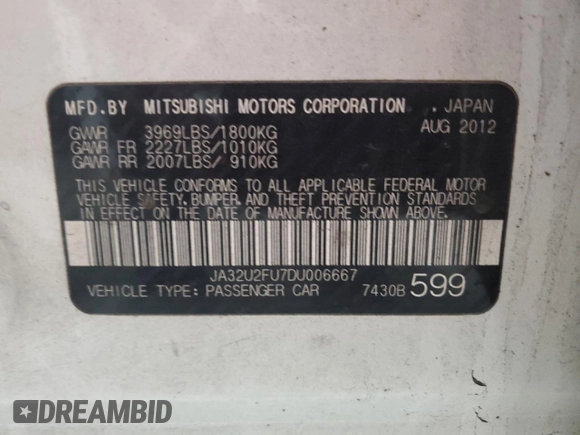 MFD.BY MITSUBISHI MOTORS CORPORATION . JAPAN
GVWR 3969LBS/1800KG AUG 2012
GAWR FR 2227LBS/1010KG
GAWR RR 2007LBS/ 910KG
THIS VEHICLE CONFORMS TO ALL APPLICABLE FEDERAL MOTOR
VEHICLE SAFETY, BUMPER, AND THEFT PREVENTION STANDARDS
IN EFFECT ON THE DATE OF MANUFACTURE SHOWN ABOVE.
JA32U2FU7DU006667
VEHICLE TYPE: PASSENGER CAR 7430B 599
DREAMBID